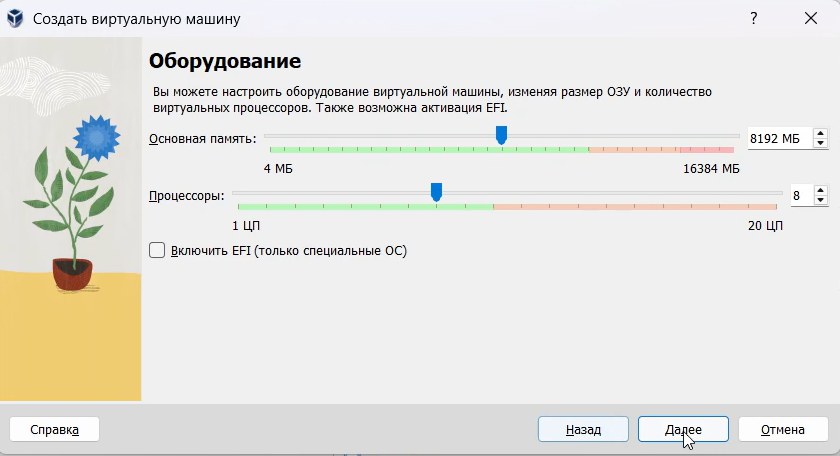 Создать виртуальную машину
?
Оборудование
Вы можете настроить оборудование виртуальной машины, изменяя размер ОЗУ и количество
виртуальных процессоров. Также возможна активация EFI.
Основная память: 8192 МБ
4 МБ 16384 МБ
Процессоры: 8
1 ЦП 20 ЦП
Включить EFI (только специальные ОС)
Справка Назад Далее Отмена